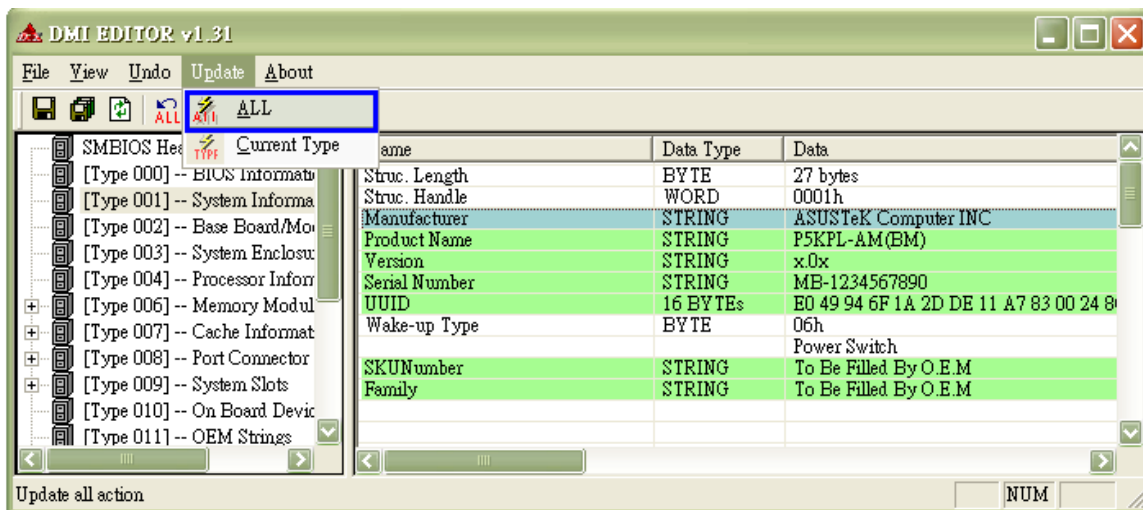 DMI EDITOR v1.31
File View Undo Update About
ALL
ALL
ALL
TYPE
Current Type
SMBIOS Hea
ame Data Type Data
[Type 000] -- BIOS Informati
Struc. Length BYTE 27 bytes
[Type 001] -- System Informa
Struc. Handle WORD 0001h
[Type 002] -- Base Board/Mo
Manufacturer STRING ASUSTeK Computer INC
Product Name STRING P5KPL-AM(BM)
[Type 003] -- System Enclosu
Version STRING x.0x
[Type 004] -- Processor Inform
Serial Number STRING MB-1234567890
[Type 006] -- Memory Modul
UUID 16 BYTEs E0 49 94 6F 1A 2D DE 11 A7 83 00 24 8
[Type 007] -- Cache Informat
Wake-up Type BYTE 06h
Power Switch
[Type 008] -- Port Connector
SKUNumber STRING To Be Filled By O.E.M
[Type 009] -- System Slots
Family STRING To Be Filled By O.E.M
[Type 010] -- On Board Devic
[Type 011] -- OEM Strings
Update all action NUM